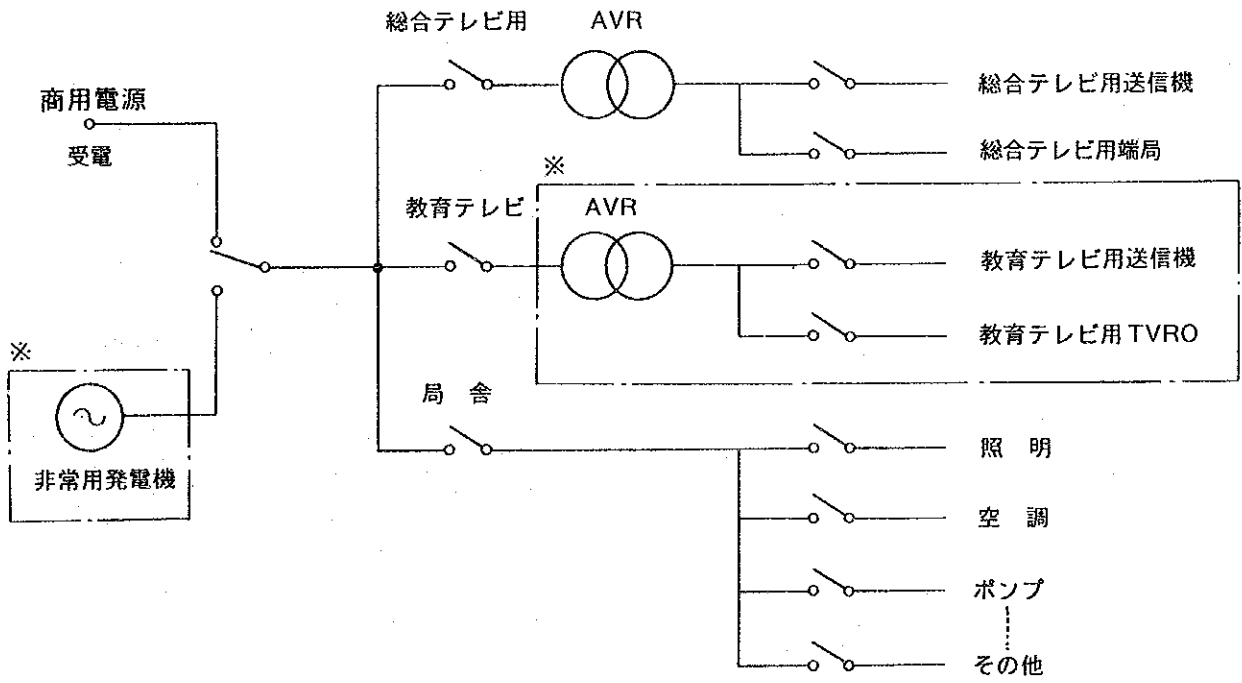 総合テレビ用 AVR
商用電源
受電
総合テレビ用送信機
総合テレビ用端局
※
教育テレビ AVR
教育テレビ用送信機
教育テレビ用TVRO
※
非常用発電機
局 舎
照 明
空 調
ポンプ
その他